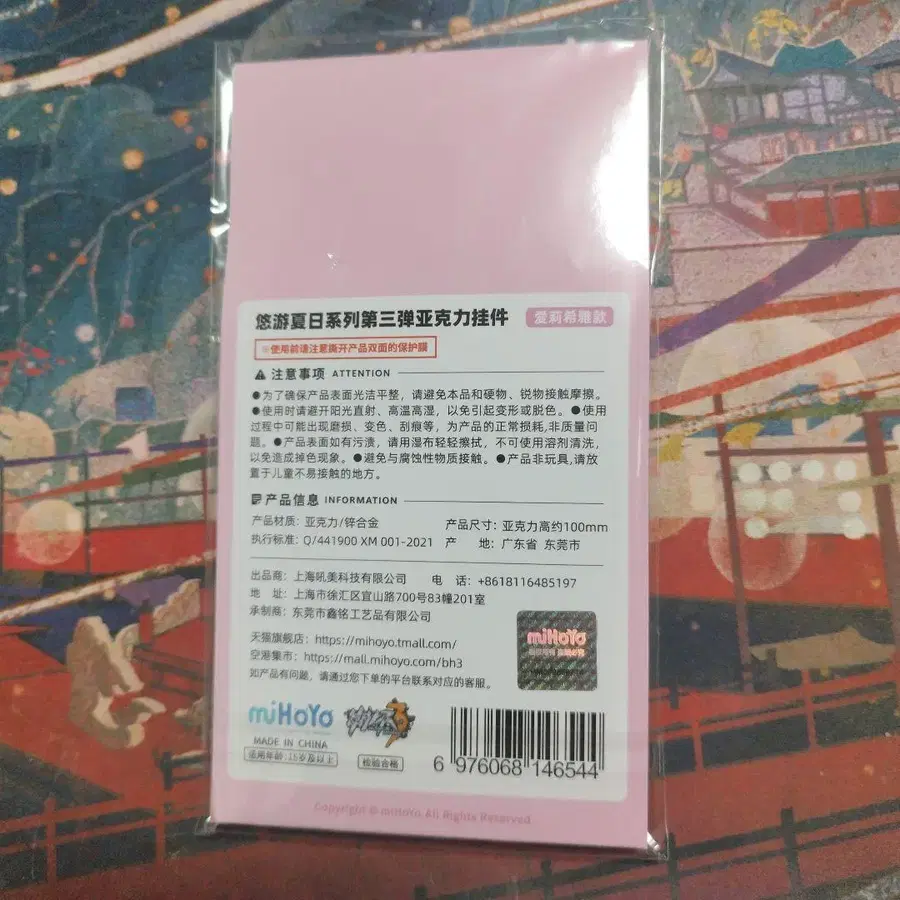 悠游夏日系列第三弹亚克力挂件 爱莉希雅款
※使用前请注意撕开产品双面的保护膜
注意事项 ATTENTION
●为了确保产品表面光洁平整，请避免本品和硬物、锐物接触摩擦。
●使用时请避开阳光直射、高温高湿，以免引起变形或脱色。●使用
过程中可能出现磨损、变色、刮痕等，为产品的正常损耗,非质量问
题。●产品表面如有污渍，请用湿布轻轻擦拭，不可使用溶剂清洗，
以免造成掉色现象。●避免与腐蚀性物质接触。●产品非玩具,请放
置于儿童不易接触的地方。
产品信息 INFORMATION
产品材质：亚克力/锌合金 产品尺寸：亚克力高约100mm
执行标准：Q/441900 XM 001-2021 产 地：广东省 东莞市
出品商：上海吼美科技有限公司 电 话：+8618116485197
地 址：上海市徐汇区宜山路700号83幢201室
承制商：东莞市鑫铭工艺品有限公司
天猫旗舰店：https://mihoyo.tmall.com/
空港集市：https://mall.mihoyo.com/bh3
如产品有问题，请通过您下单的平台联系对应的客服。
miHoYo
miHoYo 崩坏3
MADE IN CHINA
适用年龄：15岁及以上 检验合格
6 976068 146544
Copyright © miHoYo All Rights Reserved